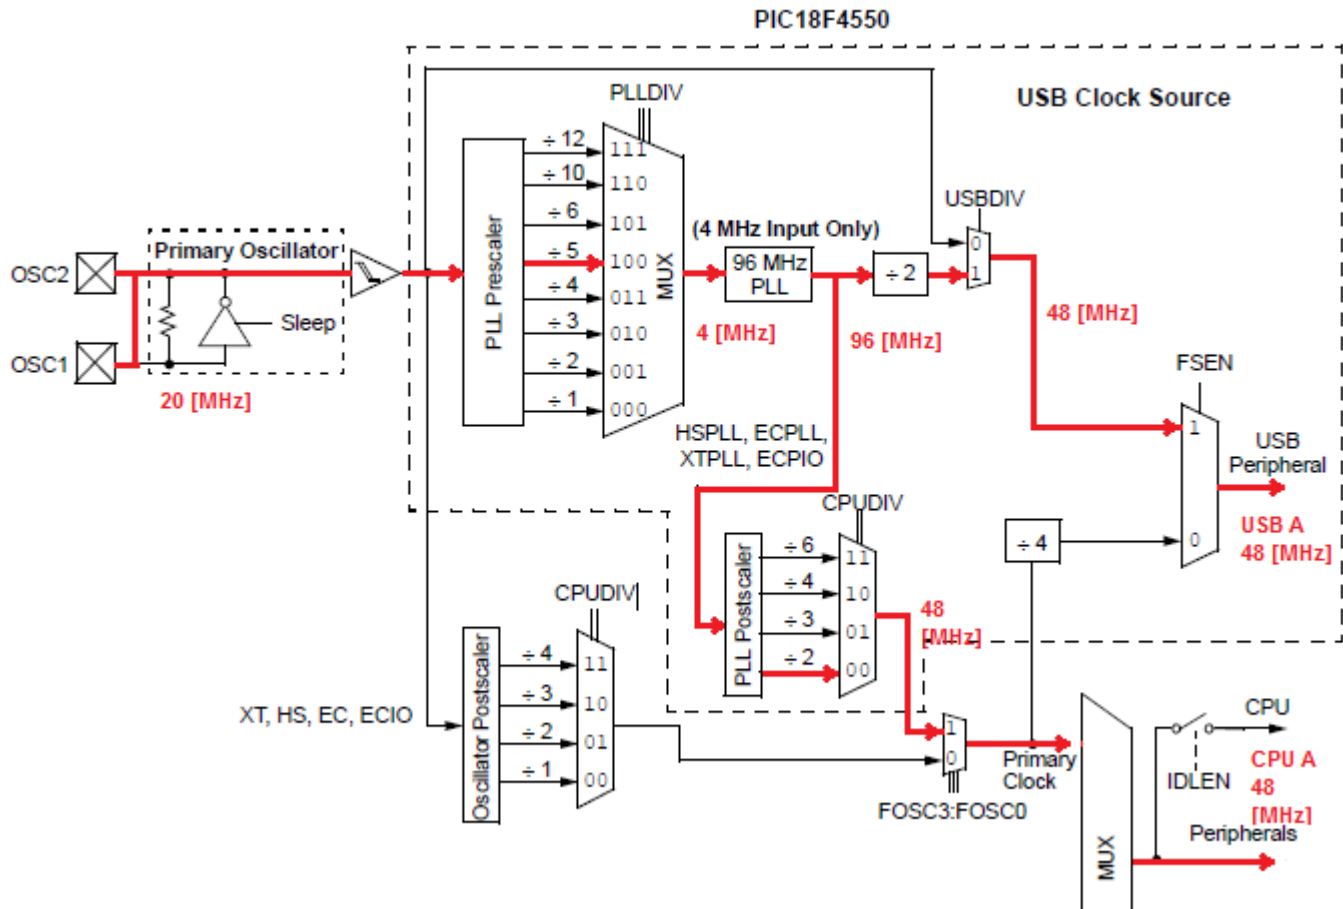 PIC18F4550
USB Clock Source
PLLDIV
÷ 12
111
÷ 10
110
÷ 6
101
÷ 5
100
÷ 4
011
÷ 3
010
÷ 2
001
÷ 1
000
PLL Prescaler
MUX
Primary Oscillator
OSC2
OSC1
Sleep
20 [MHz]
(4 MHz Input Only)
96 MHz
PLL
4 [MHz]
÷ 2
96 [MHz]
USBDIV
0
1
48 [MHz]
FSEN
1
0
USB
Peripheral
USB A
48 [MHz]
HSPLL, ECPLL,
XTPLL, ECPIO
CPUDIV
PLL Postscaler
÷ 6
11
÷ 4
10
÷ 3
01
÷ 2
00
48
[MHz]
÷ 4
CPUDIV
XT, HS, EC, ECIO
Oscillator Postscaler
÷ 4
11
÷ 3
10
÷ 2
01
÷ 1
00
1
0
FOSC3:FOSC0
Primary
Clock
MUX
CPU
IDLEN
CPU A
48
[MHz]
Peripherals